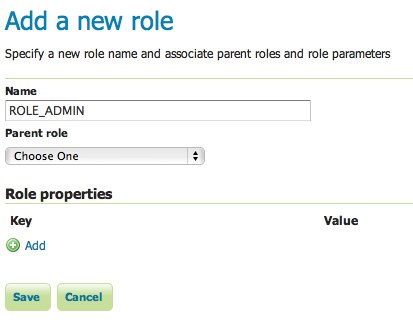 Add a new role
Specify a new role name and associate parent roles and role parameters
Name
ROLE_ADMIN
Parent role
Choose One
Role properties
Key Value
Add
Save Cancel